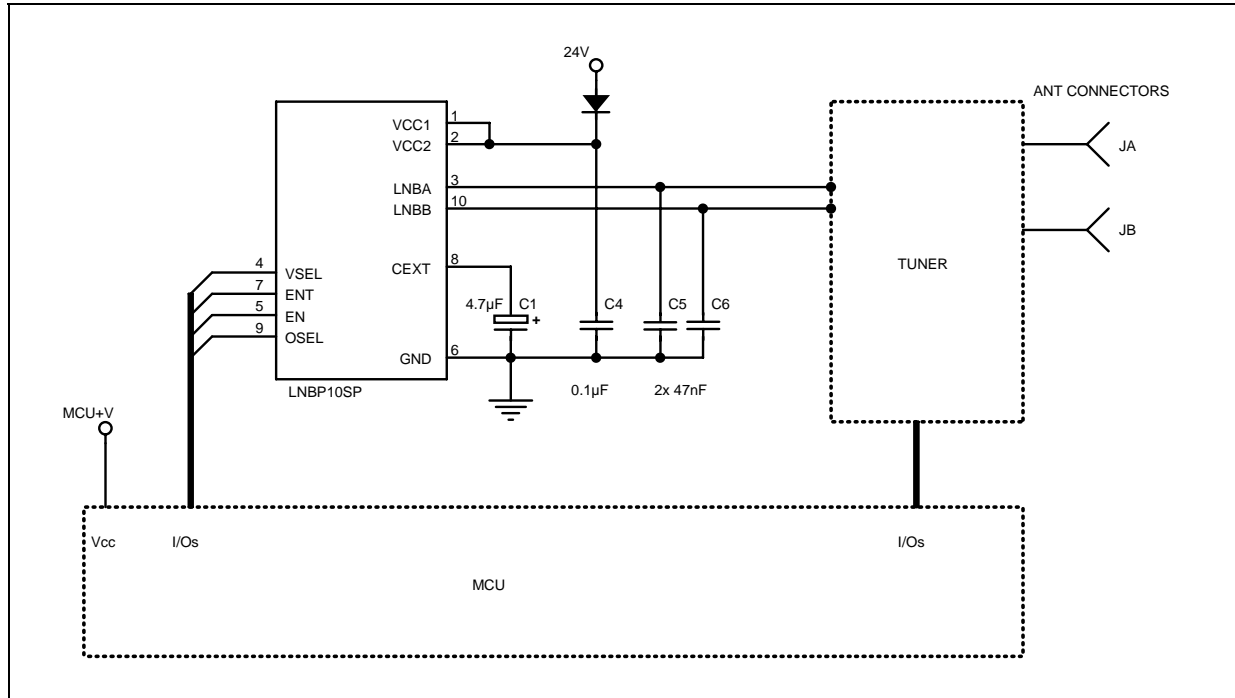 24V
ANT CONNECTORS
VCC1 1
VCC2 2
LNBA 3
LNBB 10
CEXT 8
GND 6
4 VSEL
7 ENT
5 EN
9 OSEL
LNBP10SP
4.7µF C1 +
C4
C5
C6
0.1µF
2x 47nF
TUNER
JA
JB
MCU+V
Vcc
I/Os
I/Os
MCU